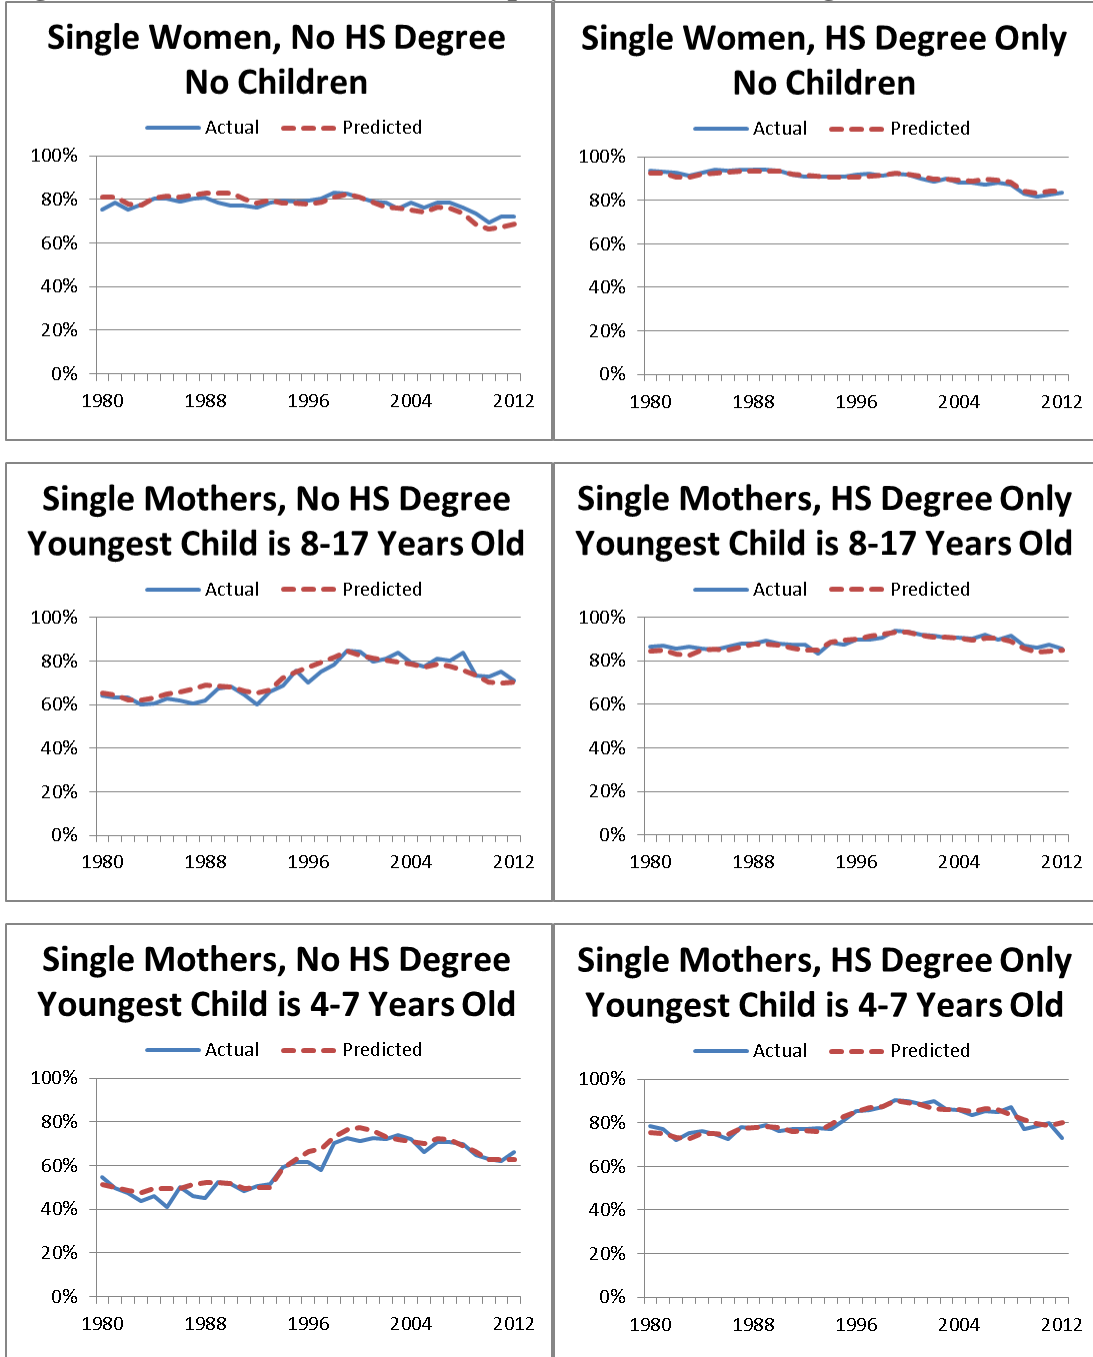 Single Women, No HS Degree
No Children
Actual Predicted
100%
80%
60%
40%
20%
0%
1980 1988 1996 2004 2012
Single Women, HS Degree Only
No Children
Actual Predicted
100%
80%
60%
40%
20%
0%
1980 1988 1996 2004 2012
Single Mothers, No HS Degree
Youngest Child is 8-17 Years Old
Actual Predicted
100%
80%
60%
40%
20%
0%
1980 1988 1996 2004 2012
Single Mothers, HS Degree Only
Youngest Child is 8-17 Years Old
Actual Predicted
100%
80%
60%
40%
20%
0%
1980 1988 1996 2004 2012
Single Mothers, No HS Degree
Youngest Child is 4-7 Years Old
Actual Predicted
100%
80%
60%
40%
20%
0%
1980 1988 1996 2004 2012
Single Mothers, HS Degree Only
Youngest Child is 4-7 Years Old
Actual Predicted
100%
80%
60%
40%
20%
0%
1980 1988 1996 2004 2012